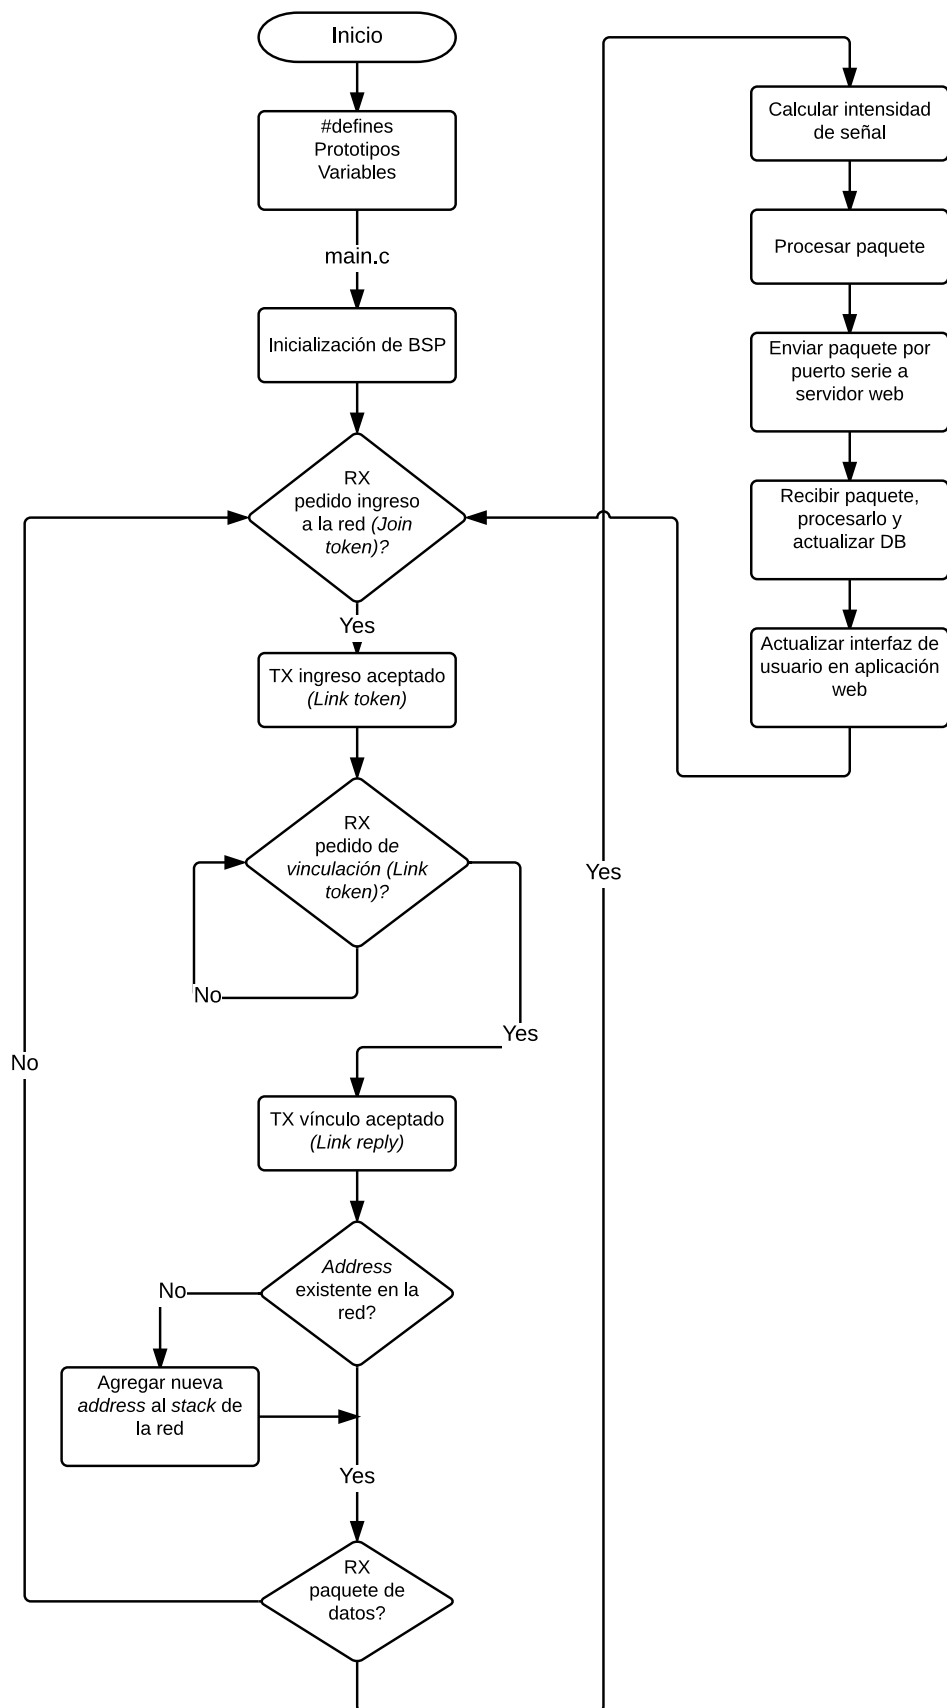 Inicio
#defines
Prototipos
Variables
main.c
Inicialización de BSP
RX
pedido ingreso
a la red (Join
token)?
Yes
TX ingreso aceptado
(Link token)
RX
pedido de
vinculación (Link
token)?
No
Yes
No
TX vínculo aceptado
(Link reply)
Address
existente en la
red?
No
Agregar nueva
address al stack de
la red
Yes
RX
paquete de
datos?
Yes
Calcular intensidad
de señal
Procesar paquete
Enviar paquete por
puerto serie a
servidor web
Recibir paquete,
procesarlo y
actualizar DB
Actualizar interfaz de
usuario en aplicación
web